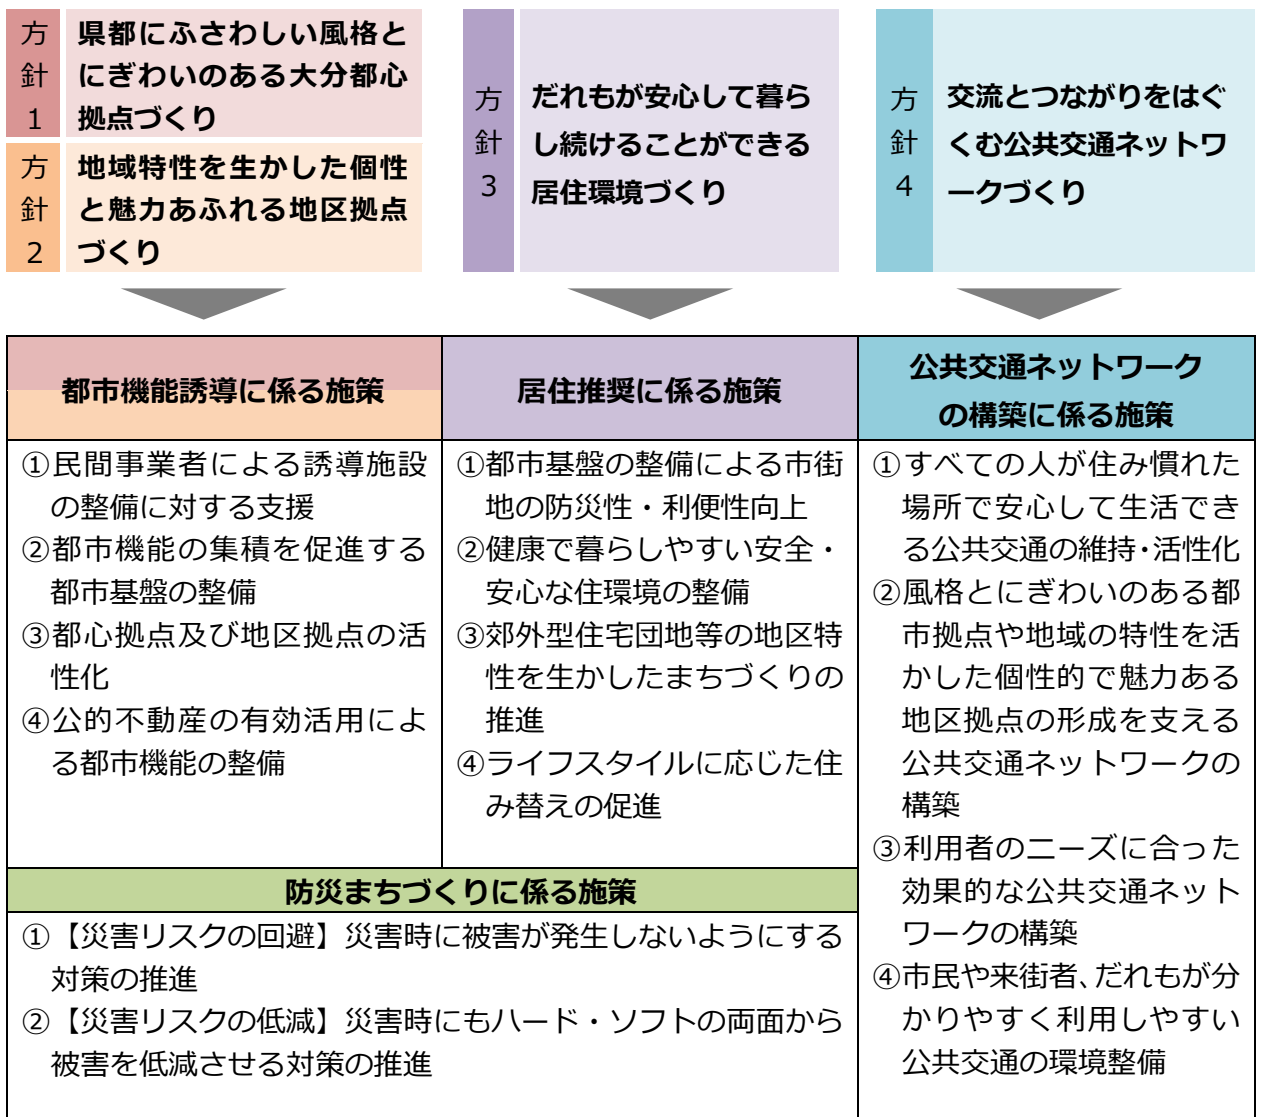 方針1
県都にふさわしい風格と
にぎわいのある大分都心
拠点づくり
方針2
地域特性を生かした個性
と魅力あふれる地区拠点
づくり
方針3
だれもが安心して暮ら
し続けることができる
居住環境づくり
方針4
交流とつながりをはぐ
くむ公共交通ネットワ
ークづくり
都市機能誘導に係る施策
①民間事業者による誘導施設
の整備に対する支援
②都市機能の集積を促進する
都市基盤の整備
③都心拠点及び地区拠点の活
性化
④公的不動産の有効活用によ
る都市機能の整備
居住推奨に係る施策
①都市基盤の整備による市街
地の防災性・利便性向上
②健康で暮らしやすい安全・
安心な住環境の整備
③郊外型住宅団地等の地区特
性を生かしたまちづくりの
推進
④ライフスタイルに応じた住
み替えの促進
公共交通ネットワーク
の構築に係る施策
①すべての人が住み慣れた
場所で安心して生活でき
る公共交通の維持・活性化
②風格とにぎわいのある都
市拠点や地域の特性を活
かした個性的で魅力ある
地区拠点の形成を支える
公共交通ネットワークの
構築
③利用者のニーズに合った
効果的な公共交通ネット
ワークの構築
④市民や来街者、だれもが分
かりやすく利用しやすい
公共交通の環境整備
防災まちづくりに係る施策
①【災害リスクの回避】災害時に被害が発生しないようにする
対策の推進
②【災害リスクの低減】災害時にもハード・ソフトの両面から
被害を低減させる対策の推進